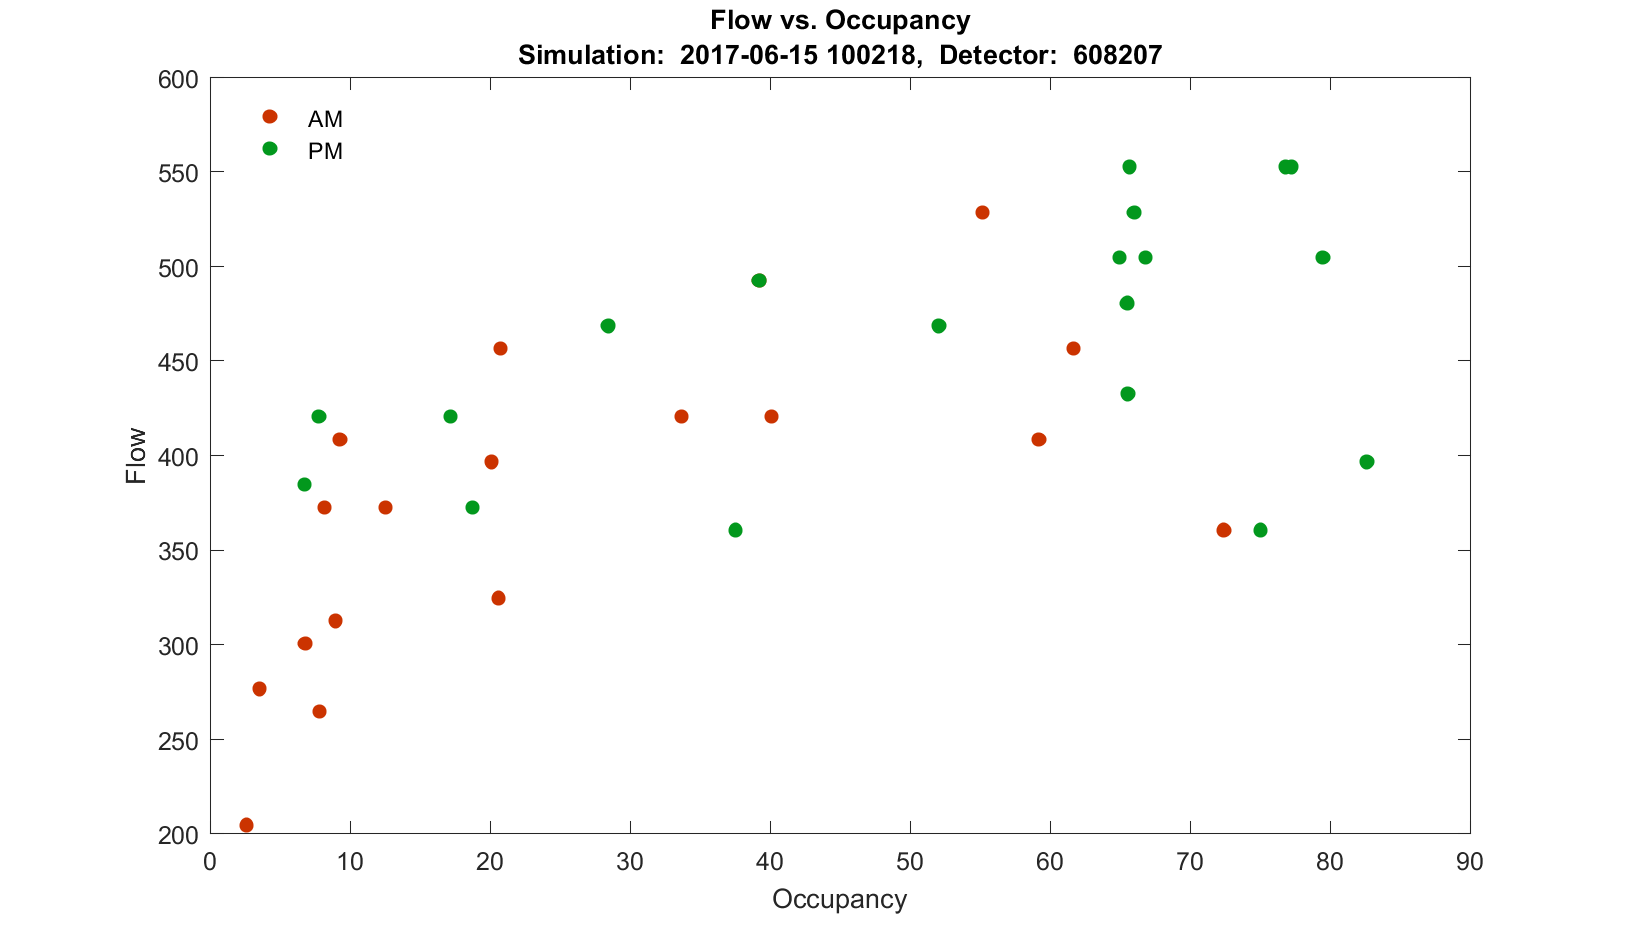 Flow vs. Occupancy
Simulation:  2017-06-15 100218,  Detector:  608207
600
550
500
450
400
350
300
250
200
AM
PM
Flow
0 10 20 30 40 50 60 70 80 90
Occupancy